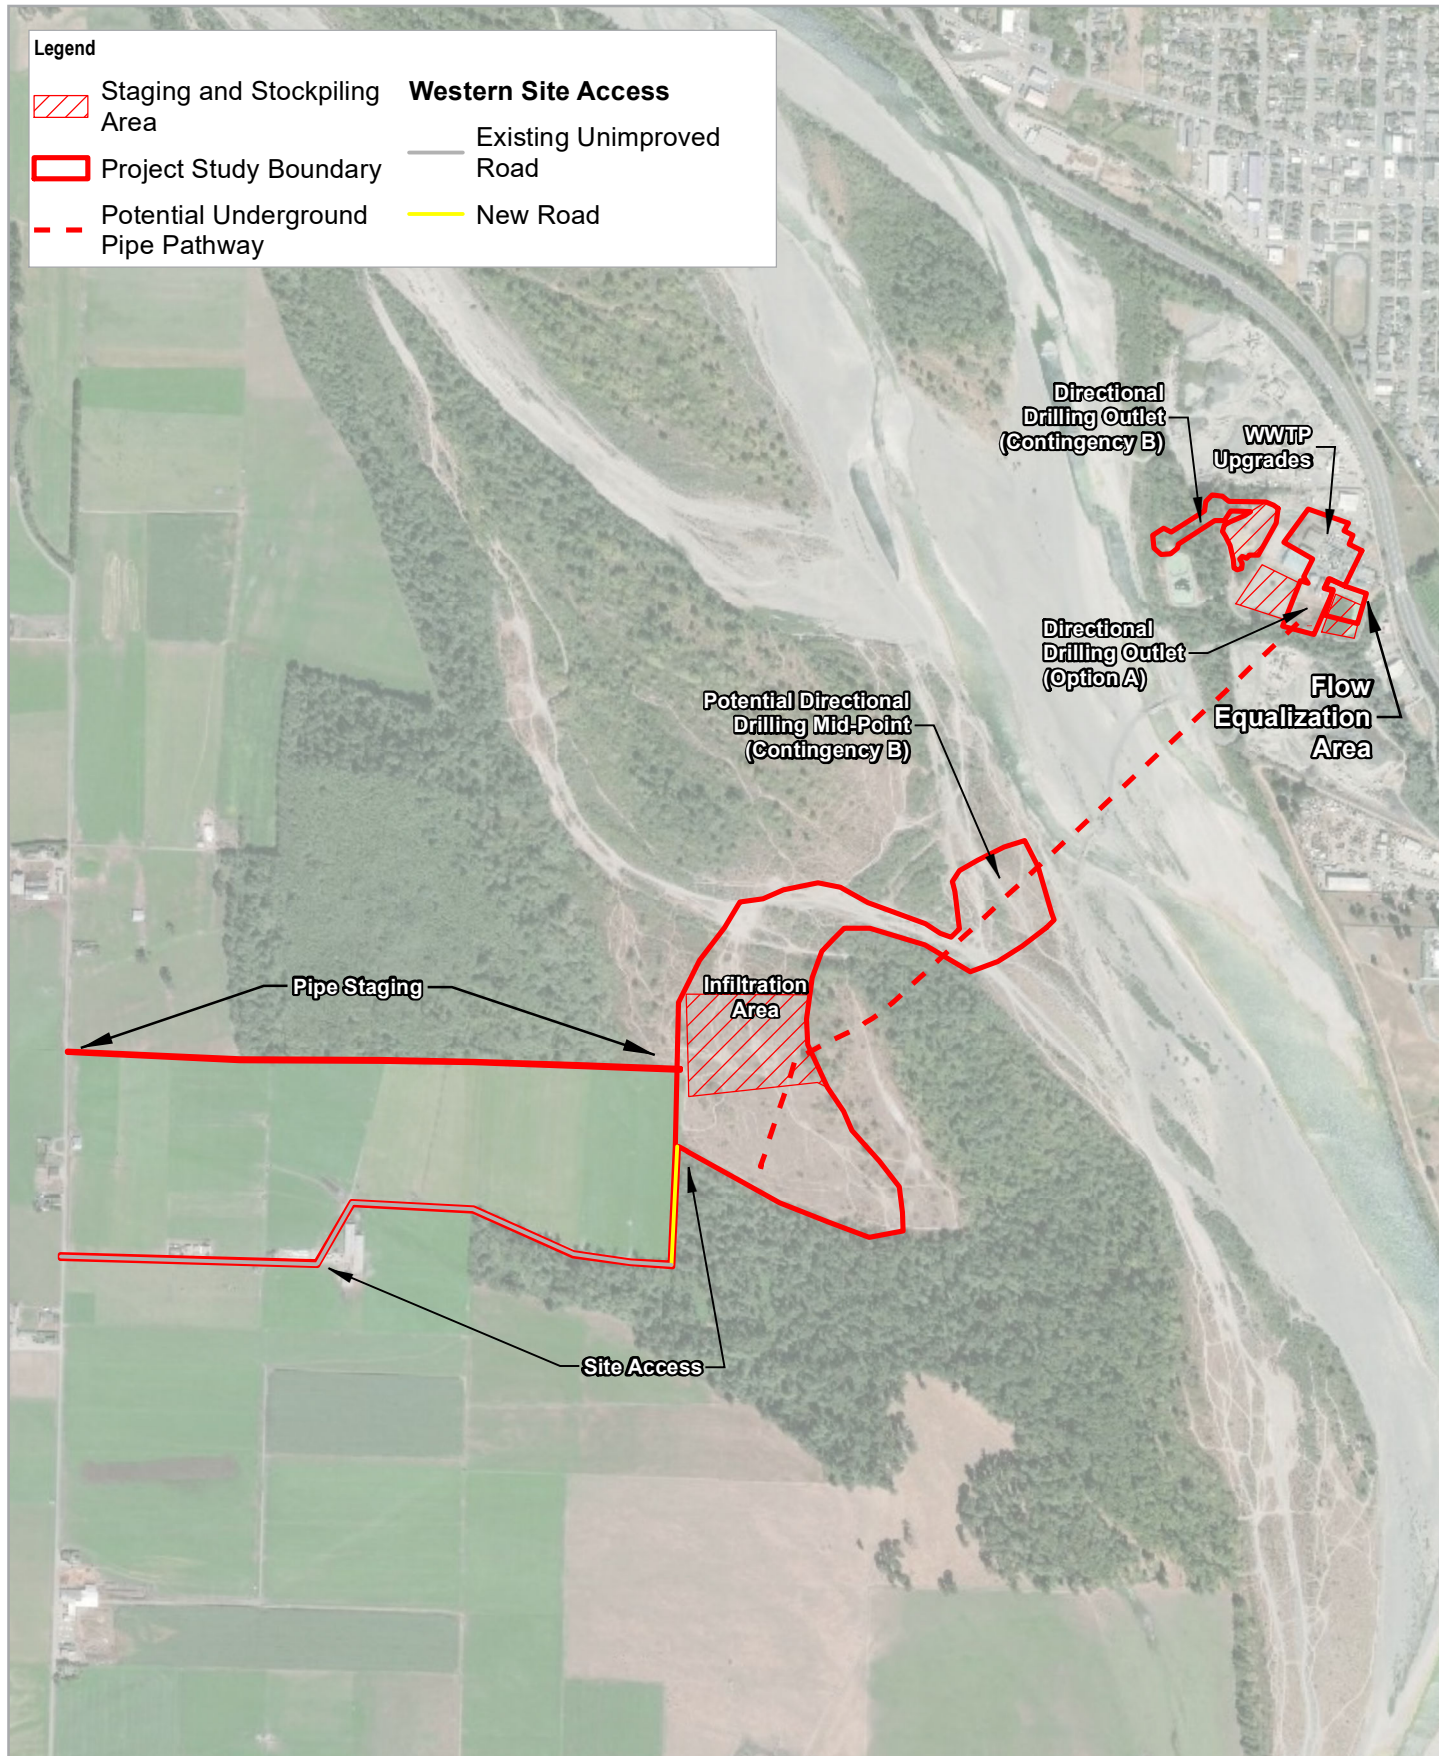 Legend
Staging and Stockpiling
Area
Project Study Boundary
Potential Underground
Pipe Pathway
Western Site Access
Existing Unimproved
Road
New Road
Directional
Drilling Outlet
(Contingency B)
WWTP
Upgrades
Directional
Drilling Outlet
(Option A)
Flow
Equalization
Area
Potential Directional
Drilling Mid-Point
(Contingency B)
Infiltration
Area
Pipe Staging
Site Access